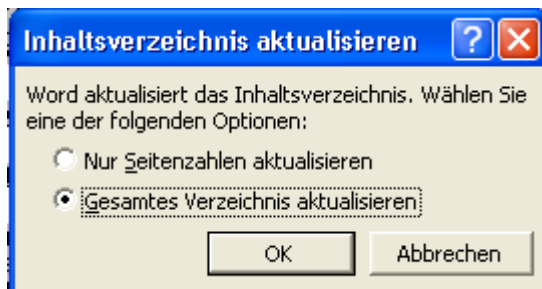 Inhaltsverzeichnis aktualisieren
Word aktualisiert das Inhaltsverzeichnis. Wählen Sie
eine der folgenden Optionen:
Nur Seitenzahlen aktualisieren
Gesamtes Verzeichnis aktualisieren
OK Abbrechen